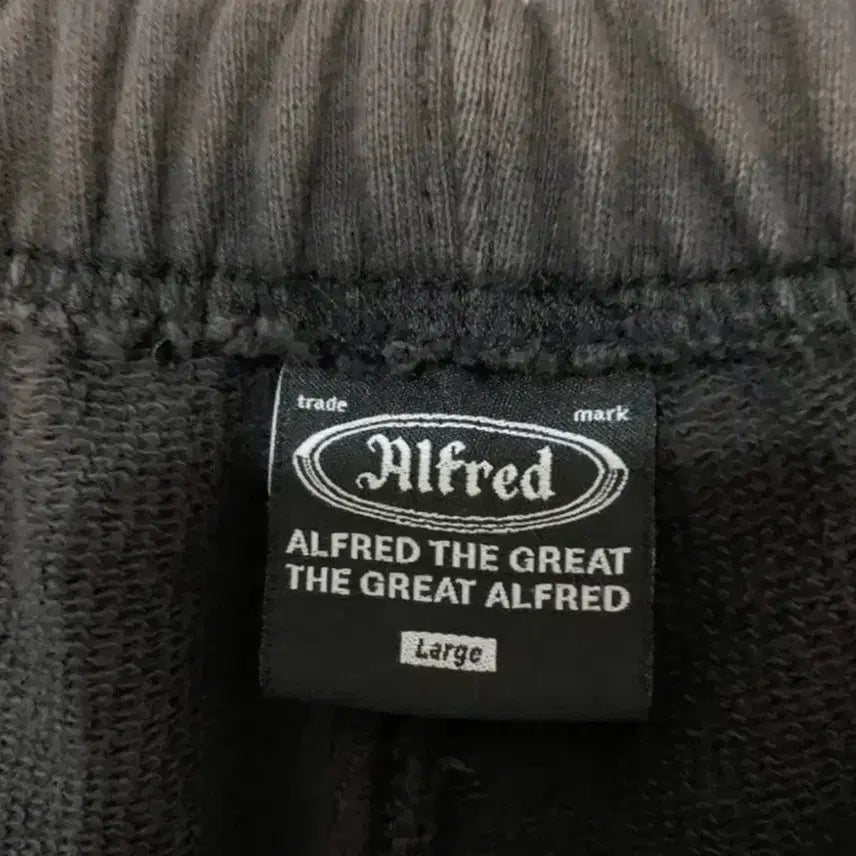 trade mark
Alfred
ALFRED THE GREAT
THE GREAT ALFRED
Large